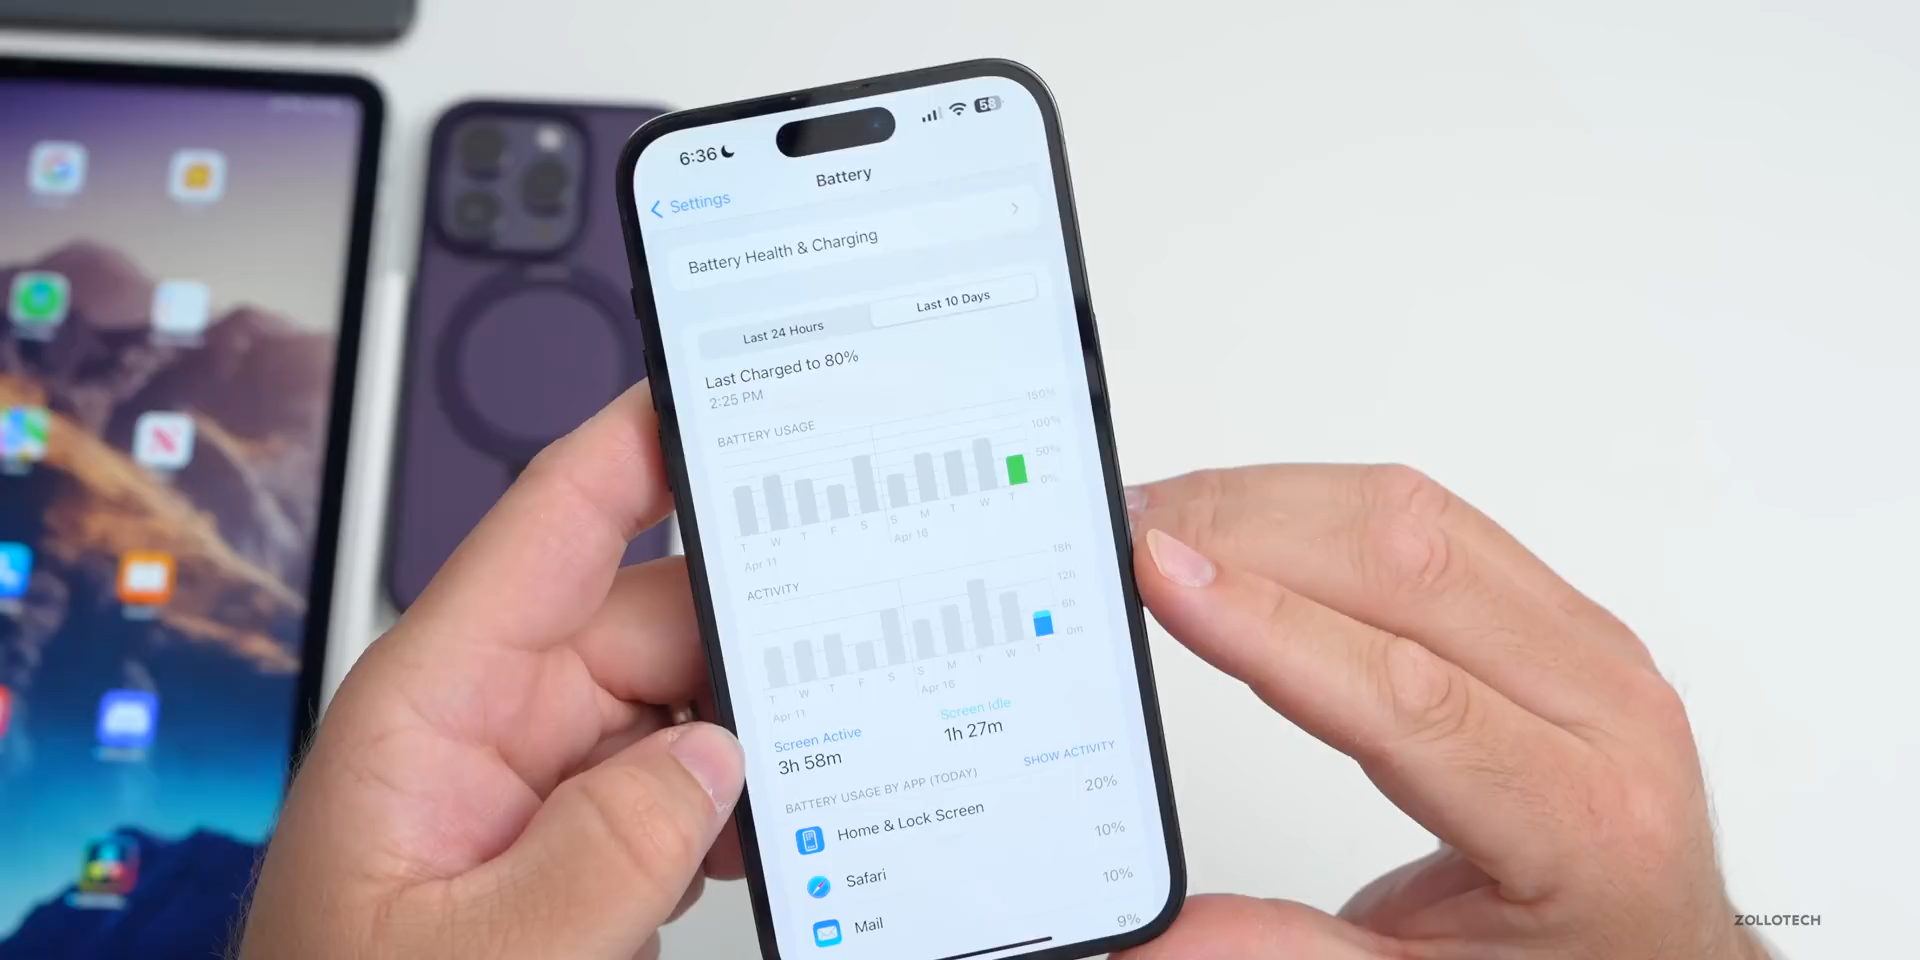 6:36
58
Settings
Battery
Battery Health & Charging
Last 24 Hours
Last 10 Days
Last Charged to 80%
2:25 PM
BATTERY USAGE
150%
100%
50%
0%
T W T F S S M T W T
Apr 11
Apr 16
ACTIVITY
18h
12h
6h
0m
T W T F S S M T W T
Apr 11
Apr 16
Screen Active
3h 58m
Screen Idle
1h 27m
BATTERY USAGE BY APP (TODAY)
SHOW ACTIVITY
Home & Lock Screen
20%
Safari
10%
Mail
10%
9%
ZOLLOTECH